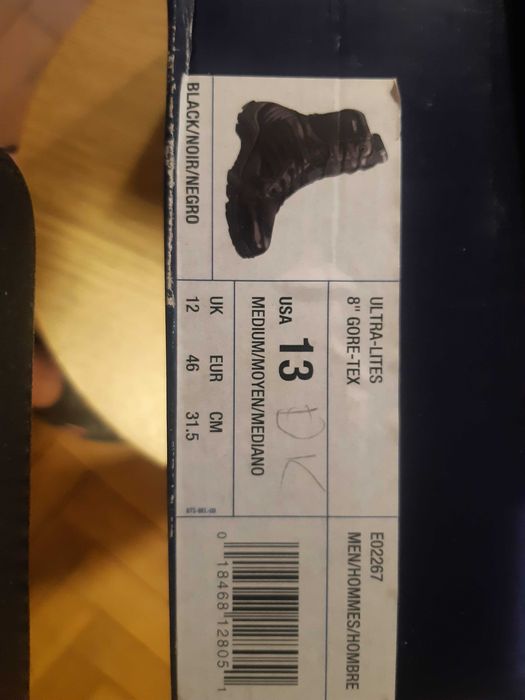 ULTRA-LITES
8" GORE-TEX
E02267
MEN/HOMMES/HOMBRE
USA 13
MEDIUM/MOYEN/MEDIANO
DK
BLACK/NOIR/NEGRO
UK EUR CM
12 46 31.5
0 18468 12805 1